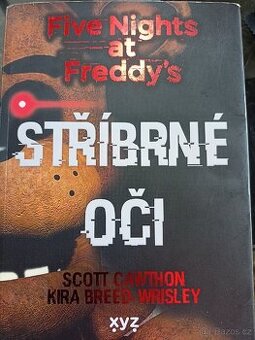 Five Nights
at
Freddy's
STŘÍBRNÉ
OČI
SCOTT CAWTHON
KIRA BREED-WRISLEY
xyz